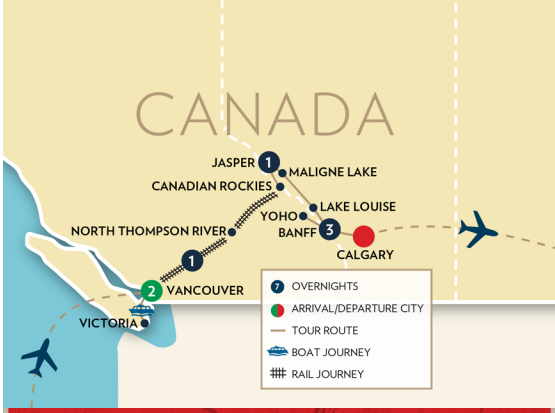 CANADA
JASPER 1
MALIGNE LAKE
CANADIAN ROCKIES
LAKE LOUISE
YOHO
BANFF 3
NORTH THOMPSON RIVER
CALGARY
1
2 VANCOUVER
VICTORIA
7 OVERNIGHTS
ARRIVAL/DEPARTURE CITY
TOUR ROUTE
BOAT JOURNEY
RAIL JOURNEY